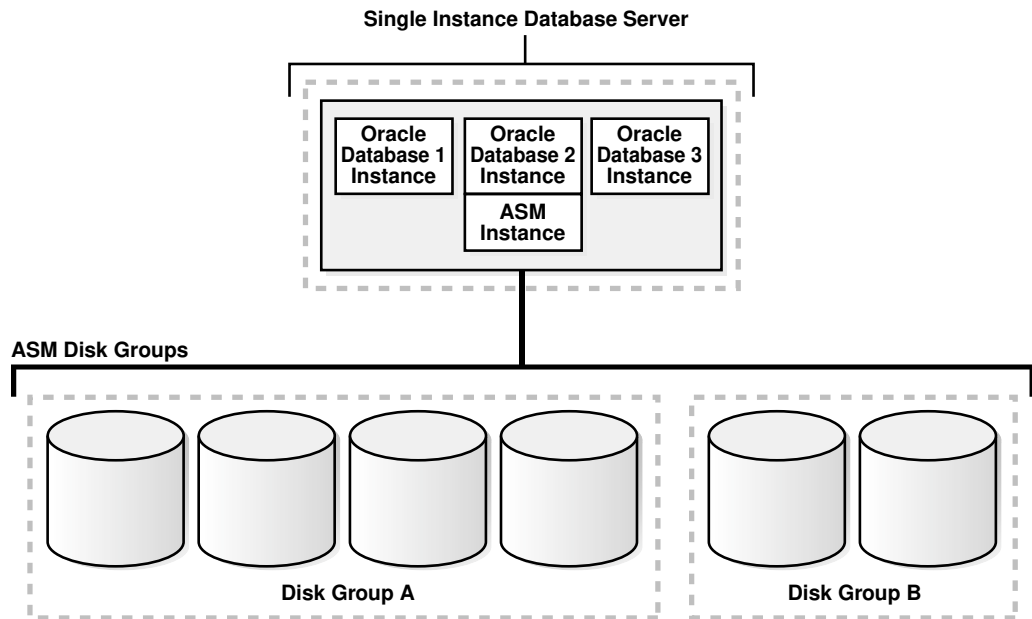 Single Instance Database Server
Oracle
Database 1
Instance
Oracle
Database 2
Instance
Oracle
Database 3
Instance
ASM
Instance
ASM Disk Groups
Disk Group A
Disk Group B